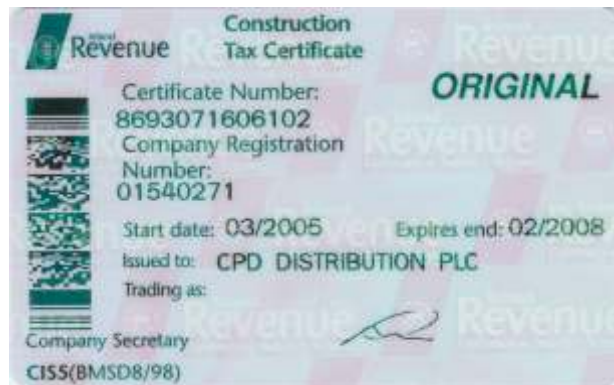 Inland
Revenue
Construction
Tax Certificate
ORIGINAL
Certificate Number:
8693071606102
Company Registration
Number:
01540271
Start date: 03/2005 Expires end: 02/2008
Issued to: CPD DISTRIBUTION PLC
Trading as:
Company Secretary
CIS5(BMSD8/98)